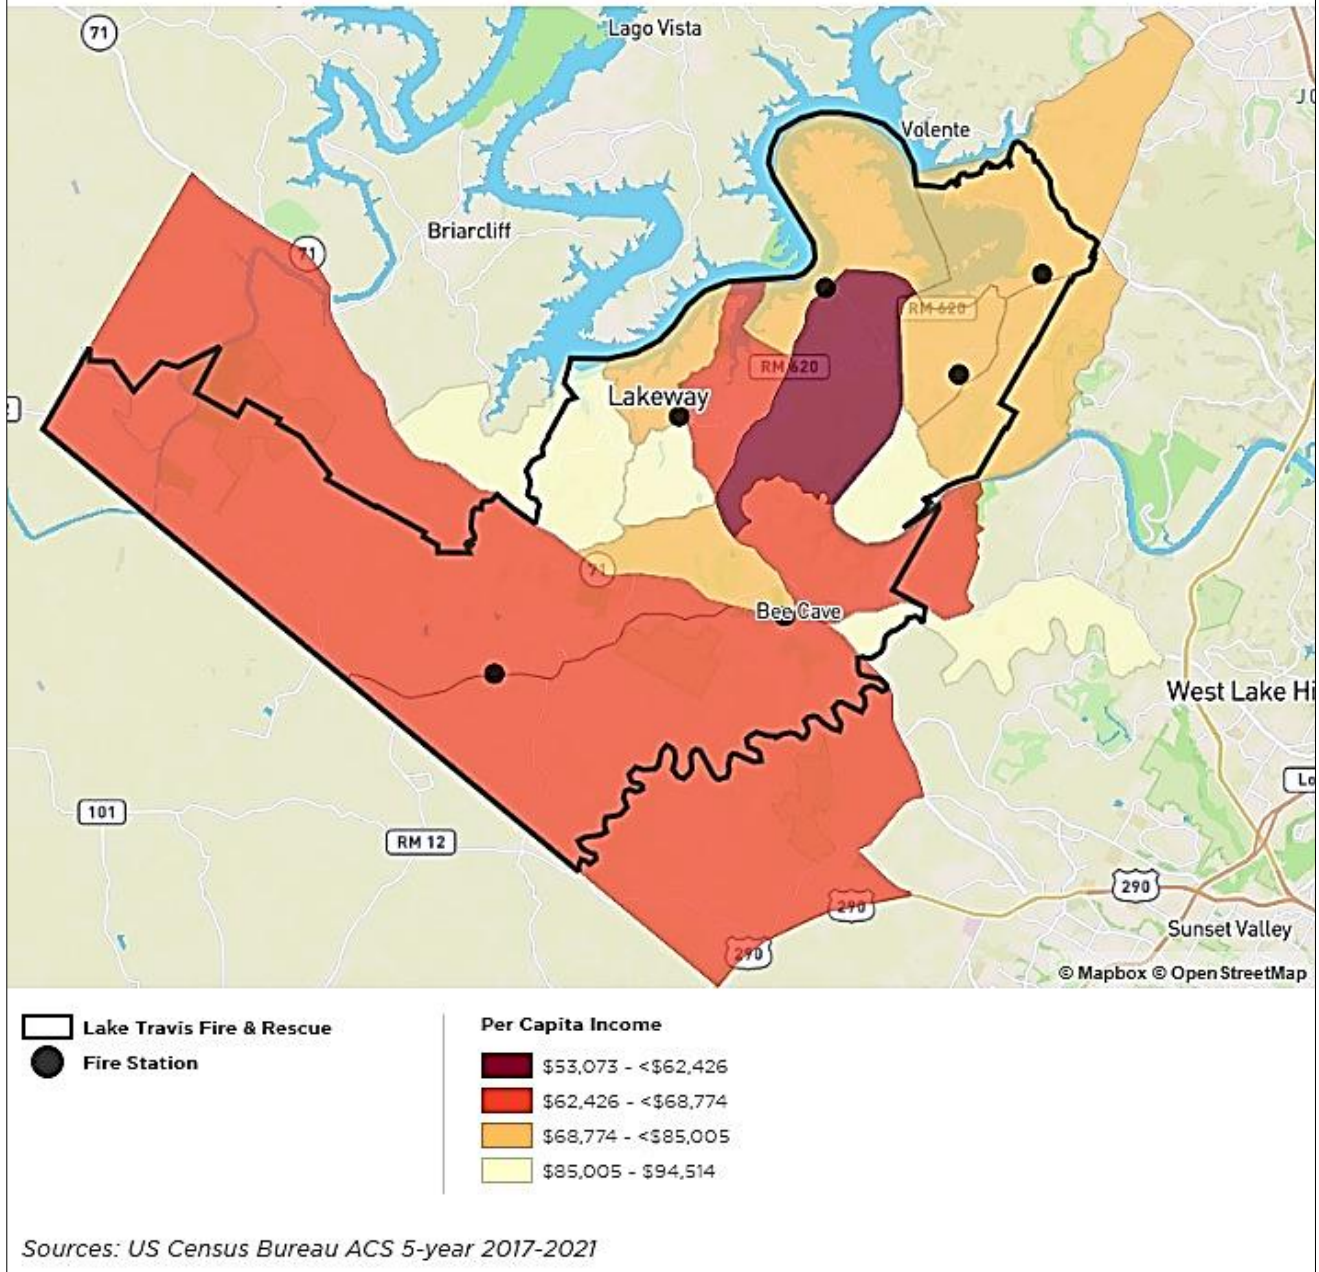 71
Lago Vista
Volente
Briarcliff
71
RM 620
RM 620
Lakeway
71
Bee Cave
West Lake Hi
Lo
101
RM 12
290
290
290
Sunset Valley
© Mapbox © OpenStreetMap
Lake Travis Fire & Rescue
Fire Station
Per Capita Income
$53,073 - <$62,426
$62,426 - <$68,774
$68,774 - <$85,005
$85,005 - $94,514
Sources: US Census Bureau ACS 5-year 2017-2021